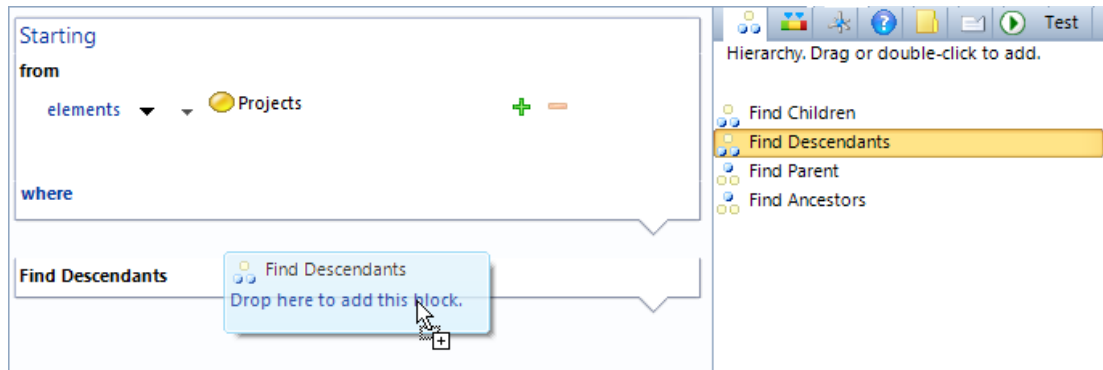 Starting
from
elements
Projects
where
Find Descendants
Find Descendants
Drop here to add this block.
Test
Hierarchy. Drag or double-click to add.
Find Children
Find Descendants
Find Parent
Find Ancestors